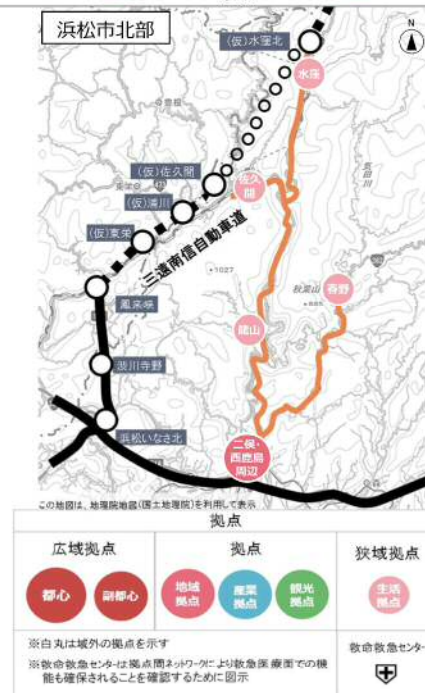 浜松市北部
N
(仮)水窪北
水窪
(仮)佐久間
佐久
間
(仮)浦川
(仮)東栄
三遠南信自動車道
・1027
秋葉山
春野
鳳来峡
龍山
渋川寺野
浜松いなさ北
二俣・
西鹿島
周辺
この地図は、地理院地図(国土地理院)を利用して表示
拠点
広域拠点
拠点
狭域拠点
都心
副都心
地域
拠点
産業
拠点
観光
拠点
生活
拠点
※白丸は域外の拠点を示す
※救命救急センターは拠点間ネットワークにより救急医療面での機
能も確保されることを確認するために図示
救命救急センター